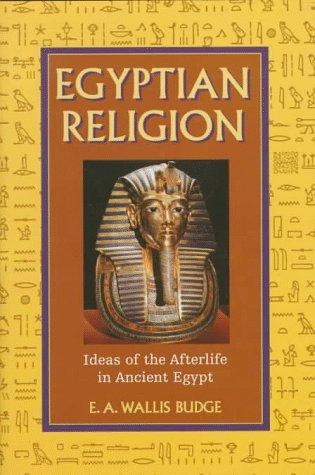 EGYPTIAN
RELIGION
Ideas of the Afterlife
in Ancient Egypt
E. A. WALLIS BUDGE